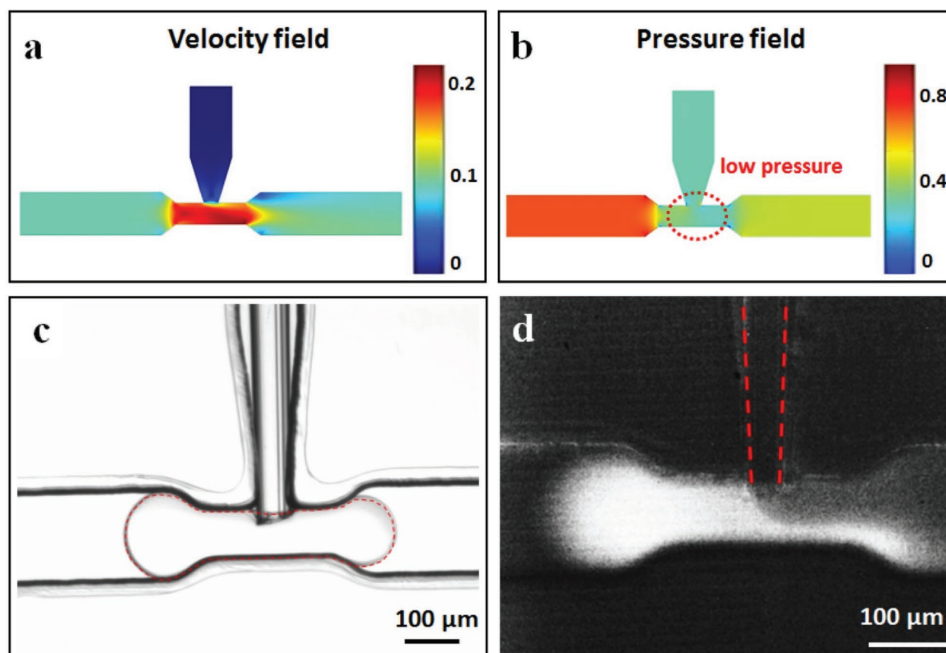 a
Velocity field
0.2
0.1
0
b
Pressure field
low pressure
0.8
0.4
0
c
100 μm
d
100 μm